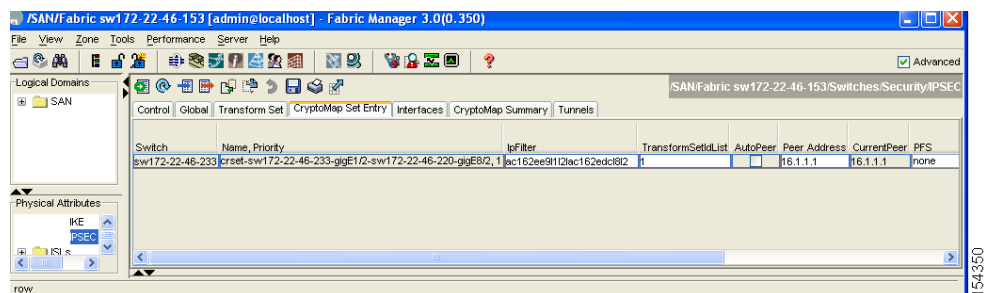 /SAN/Fabric sw172-22-46-153 [admin@localhost] - Fabric Manager 3.0(0.350)
File View Zone Tools Performance Server Help
Advanced
Logical Domains
/SAN/Fabric sw172-22-46-153/Switches/Security/IPSEC
SAN
Control Global Transform Set CryptoMap Set Entry Interfaces CryptoMap Summary Tunnels
Switch Name, Priority IpFilter TransformSetIdList AutoPeer Peer Address CurrentPeer PFS
sw172-22-46-233 crset-sw172-22-46-233-gigE1/2-sw172-22-46-220-gigE8/2, 1 1 16.1.1.1 16.1.1.1 none
Physical Attributes
IKE
IPSEC
ISLs
row
154350